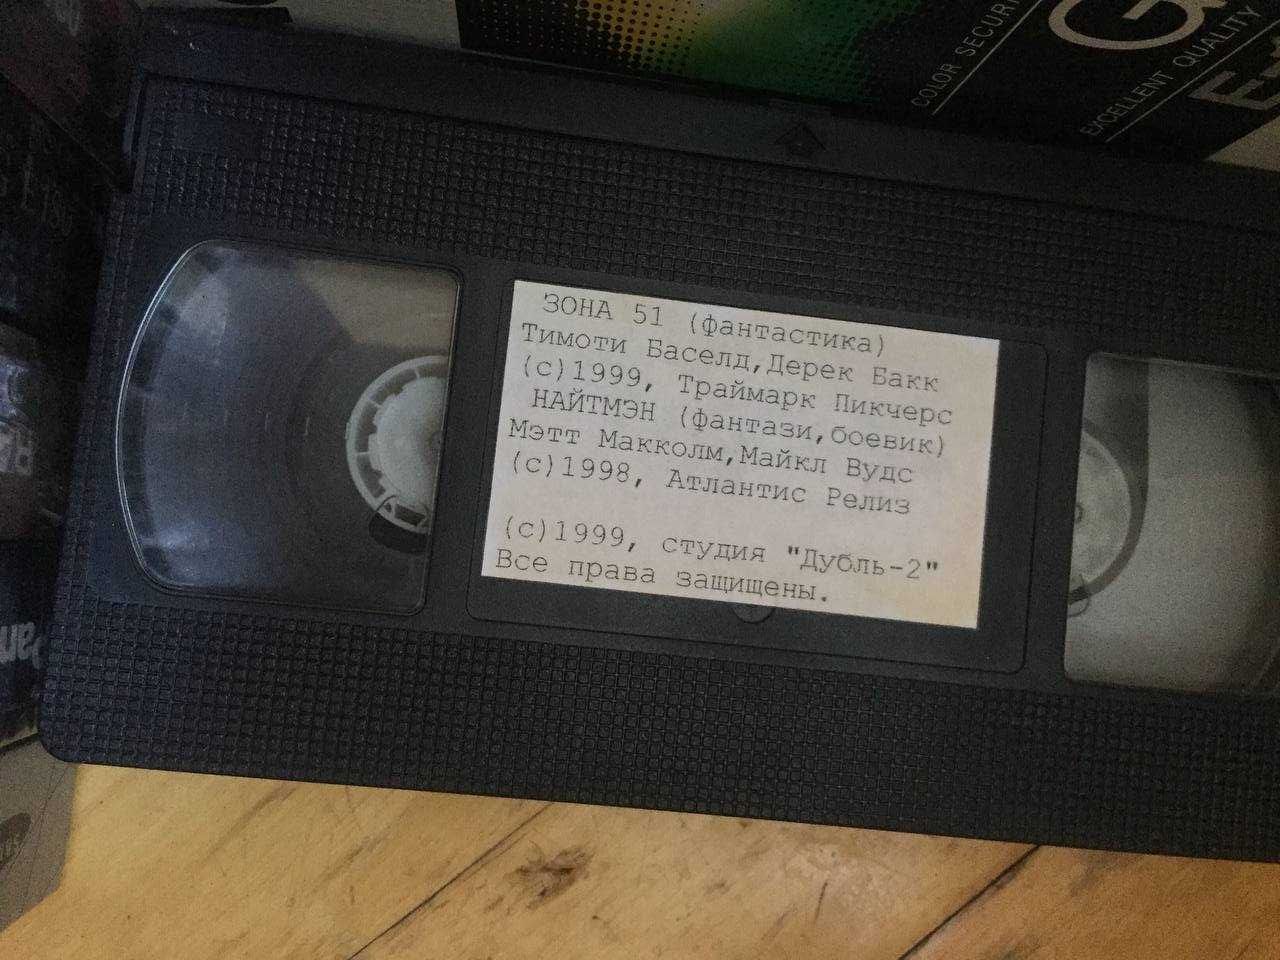 COLOR SECURI
EXCELLENT QUALITY
ЗОНА 51 (фантастика)
Тимоти Баселд,Дерек Бакк
(с)1999, Траймарк Пикчерс
НАЙТМЭН (фантази,боевик)
Мэтт Макколм,Майкл Вудс
(с)1998, Атлантис Релиз
(с)1999, студия "Дубль-2"
Все права защищены.